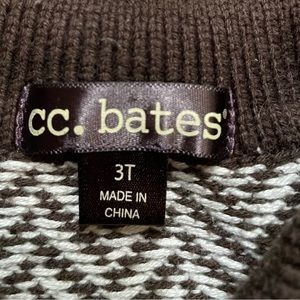 cc. bates®
3T
MADE IN
CHINA